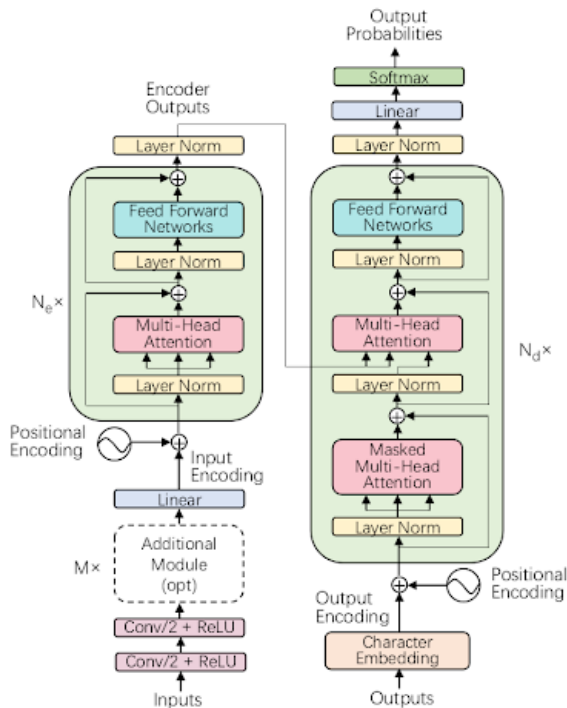 Output
Probabilities
Softmax
Linear
Layer Norm
Feed Forward
Networks
Layer Norm
Multi-Head
Attention
Layer Norm
Masked
Multi-Head
Attention
Layer Norm
N_d×
Positional
Encoding
Output
Encoding
Character
Embedding
Outputs
Encoder
Outputs
Layer Norm
Feed Forward
Networks
Layer Norm
N_e×
Multi-Head
Attention
Layer Norm
Positional
Encoding
Input
Encoding
Linear
M×
Additional
Module
(opt)
Conv/2 + ReLU
Conv/2 + ReLU
Inputs